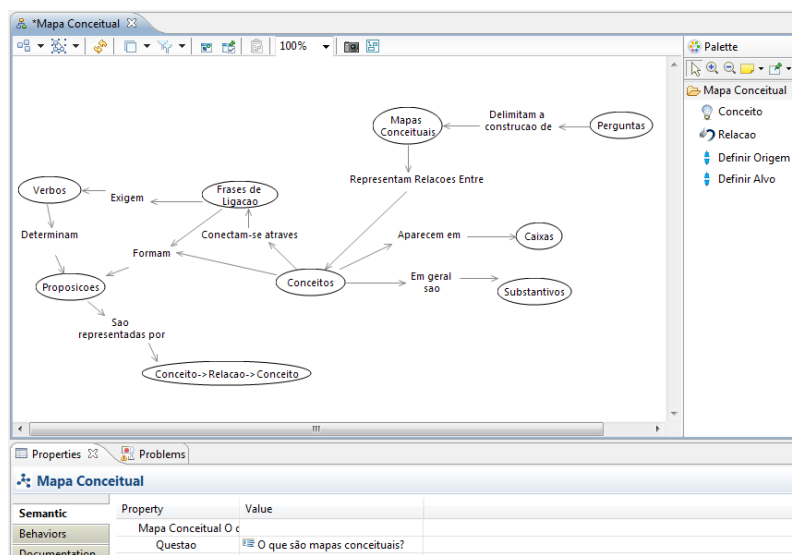 *Mapa Conceitual
100%
Palette
Mapa Conceitual
Conceito
Relacao
Definir Origem
Definir Alvo
Mapas
Conceituais
Delimitam a
construcao de
Perguntas
Representam Relacoes Entre
Verbos
Exigem
Frases de
Ligacao
Determinam
Conectam-se atraves
Aparecem em
Caixas
Formam
Proposicoes
Conceitos
Em geral
sao
Substantivos
Sao
representadas por
Conceito->Relacao->Conceito
Properties
Problems
Mapa Conceitual
Semantic
Behaviors
Documentation
Property
Value
Mapa Conceitual O c
Questao
O que são mapas conceituais?